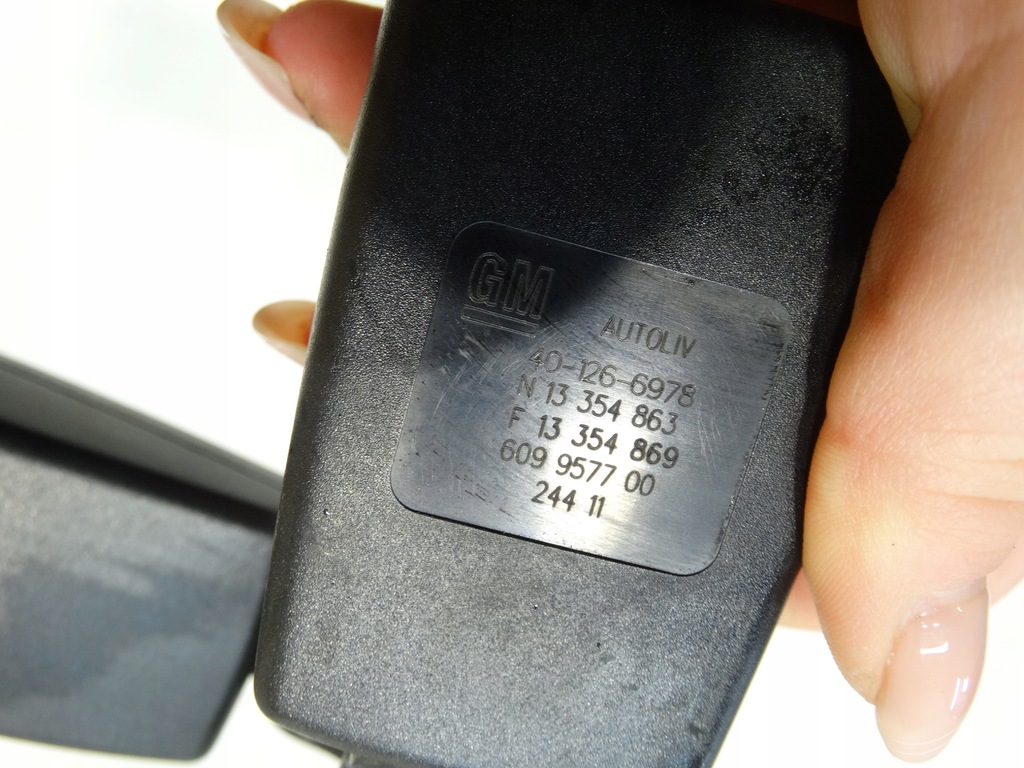 GM
AUTOLIV
40-126-6978
N 13 354 863
F 13 354 869
609 9577 00
244 11